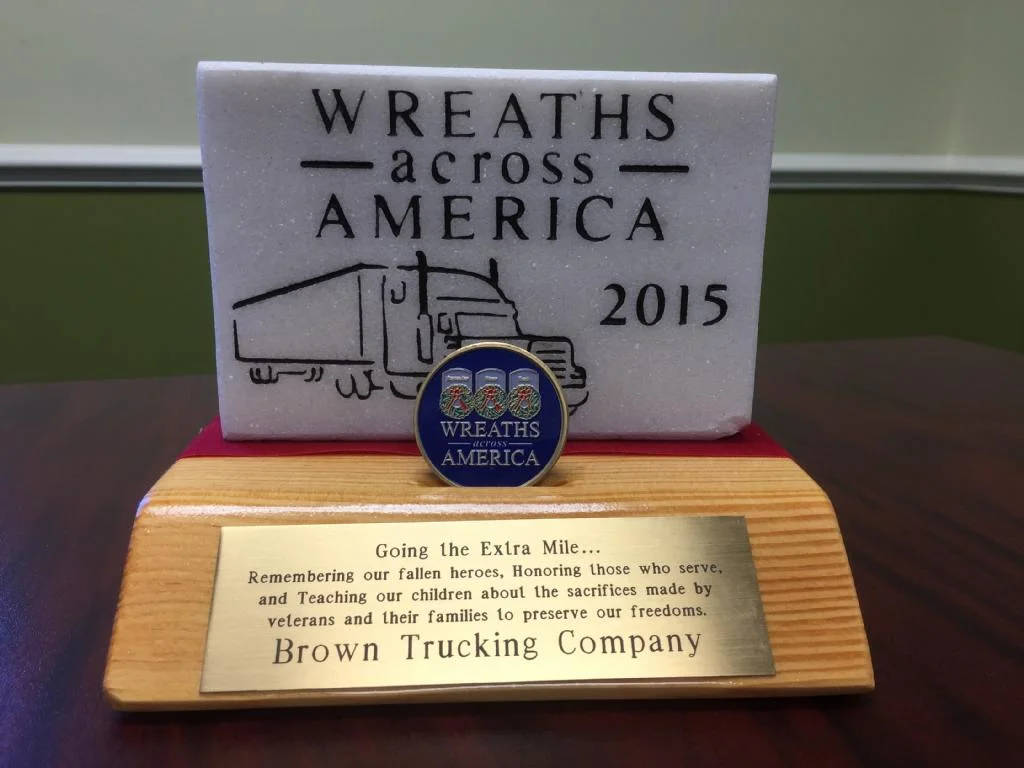 WREATHS
across
AMERICA
2015
WREATHS
across
AMERICA
Going the Extra Mile...
Remembering our fallen heroes, Honoring those who serve,
and Teaching our children about the sacrifices made by
veterans and their families to preserve our freedoms.
Brown Trucking Company